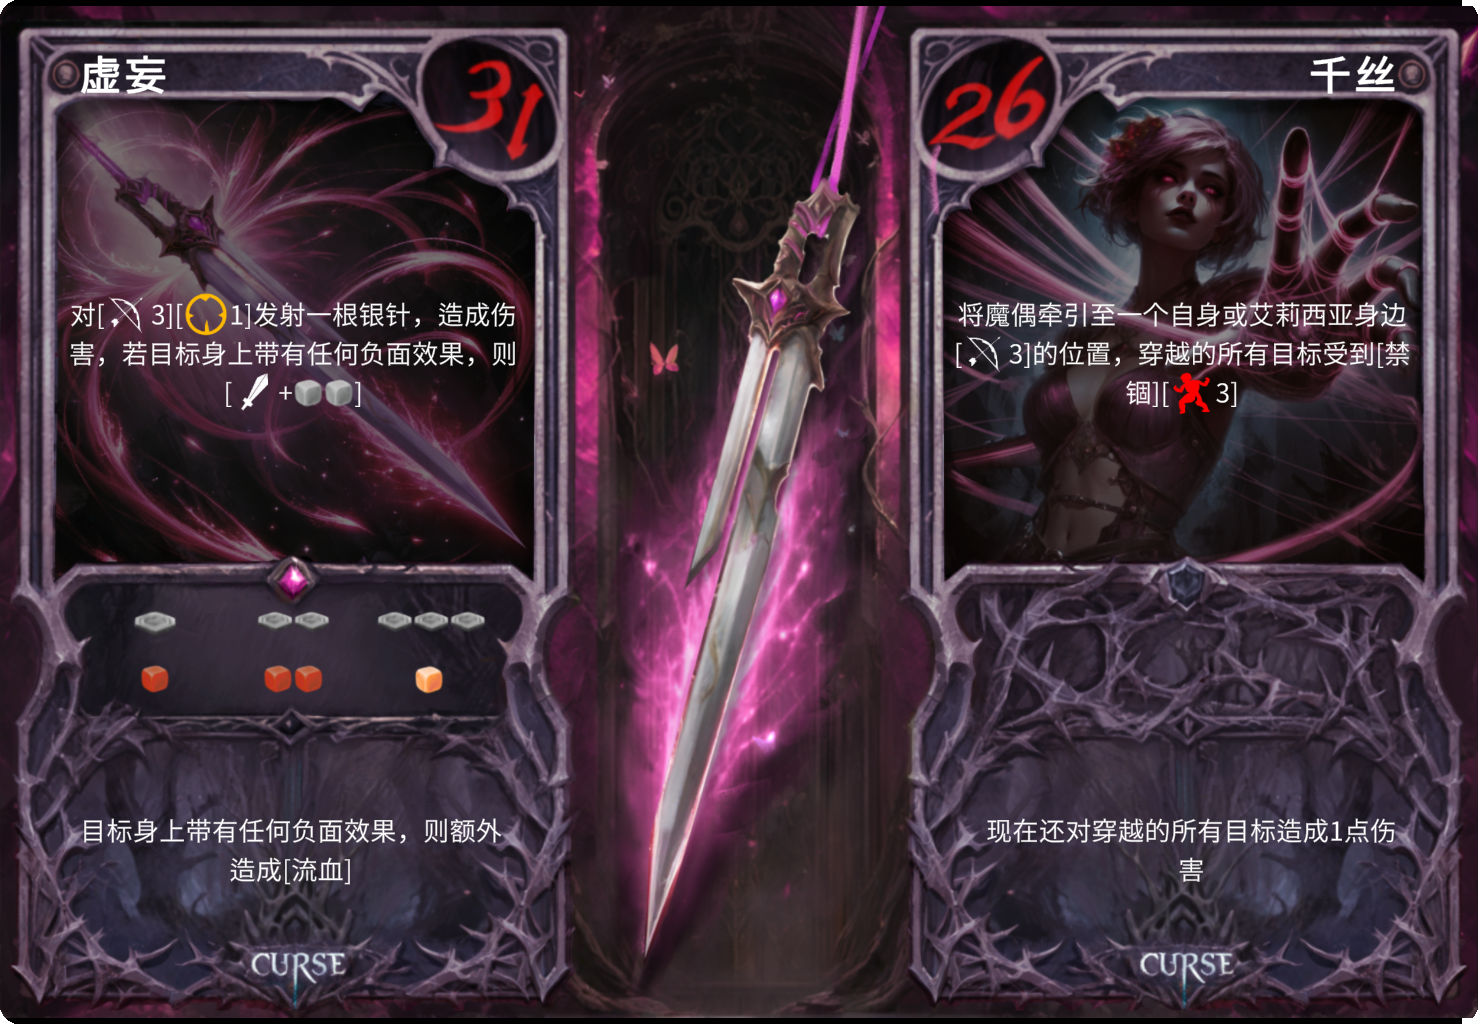 虚妄
31
对[3][1]发射一根银针，造成伤
害，若目标身上带有任何负面效果，则
[+]
目标身上带有任何负面效果，则额外
造成[流血]
CURSE
26
千丝
将魔偶牵引至一个自身或艾莉西亚身边
[3]的位置，穿越的所有目标受到[禁
锢][3]
现在还对穿越的所有目标造成1点伤
害
CURSE